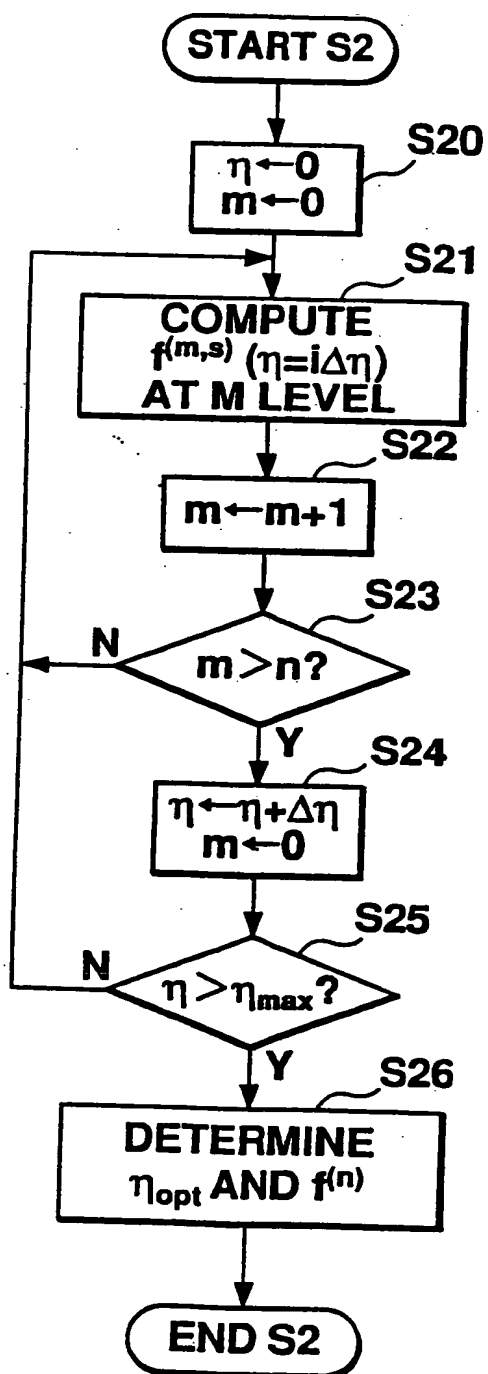 START S2
S20
η←0
m←0
S21
COMPUTE
f(m,s) (η=iΔη)
AT M LEVEL
S22
m←m+1
S23
N
m>n?
Y
S24
η←η+Δη
m←0
S25
N
η>ηmax?
Y
S26
DETERMINE
ηopt AND f(n)
END S2